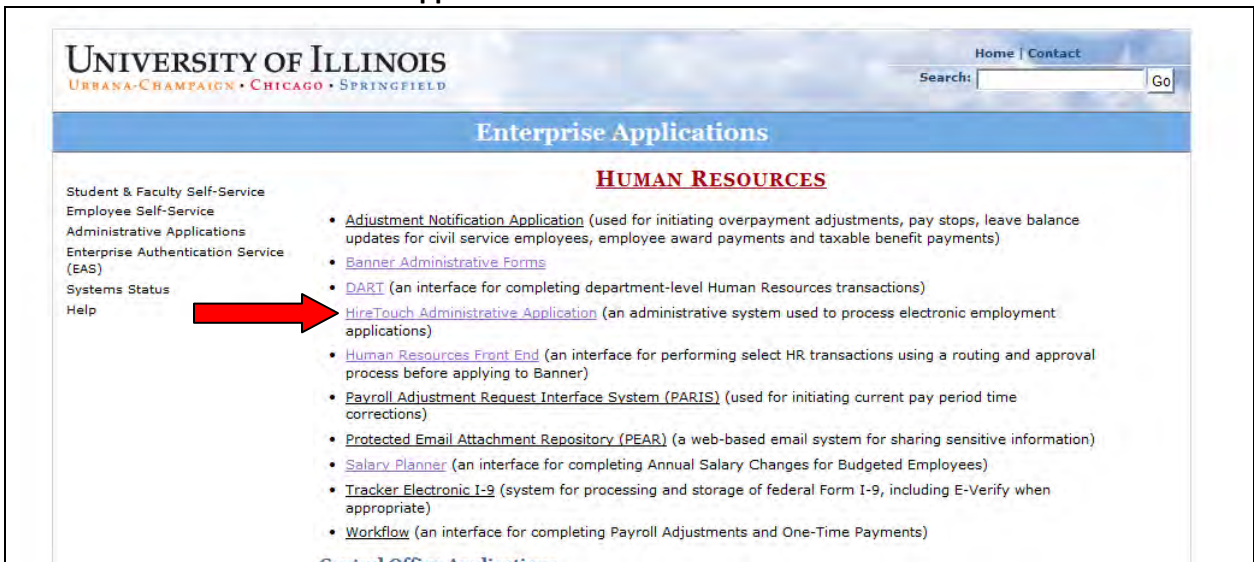 UNIVERSITY OF ILLINOIS
URBANA-CHAMPAIGN • CHICAGO • SPRINGFIELD
Home | Contact
Search:
Go
Enterprise Applications
Student & Faculty Self-Service
Employee Self-Service
Administrative Applications
Enterprise Authentication Service
(EAS)
Systems Status
Help
HUMAN RESOURCES
• Adjustment Notification Application (used for initiating overpayment adjustments, pay stops, leave balance
updates for civil service employees, employee award payments and taxable benefit payments)
• Banner Administrative Forms
• DART (an interface for completing department-level Human Resources transactions)
• HireTouch Administrative Application (an administrative system used to process electronic employment
applications)
• Human Resources Front End (an interface for performing select HR transactions using a routing and approval
process before applying to Banner)
• Payroll Adjustment Request Interface System (PARIS) (used for initiating current pay period time
corrections)
• Protected Email Attachment Repository (PEAR) (a web-based email system for sharing sensitive information)
• Salary Planner (an interface for completing Annual Salary Changes for Budgeted Employees)
• Tracker Electronic I-9 (system for processing and storage of federal Form I-9, including E-Verify when
appropriate)
• Workflow (an interface for completing Payroll Adjustments and One-Time Payments)